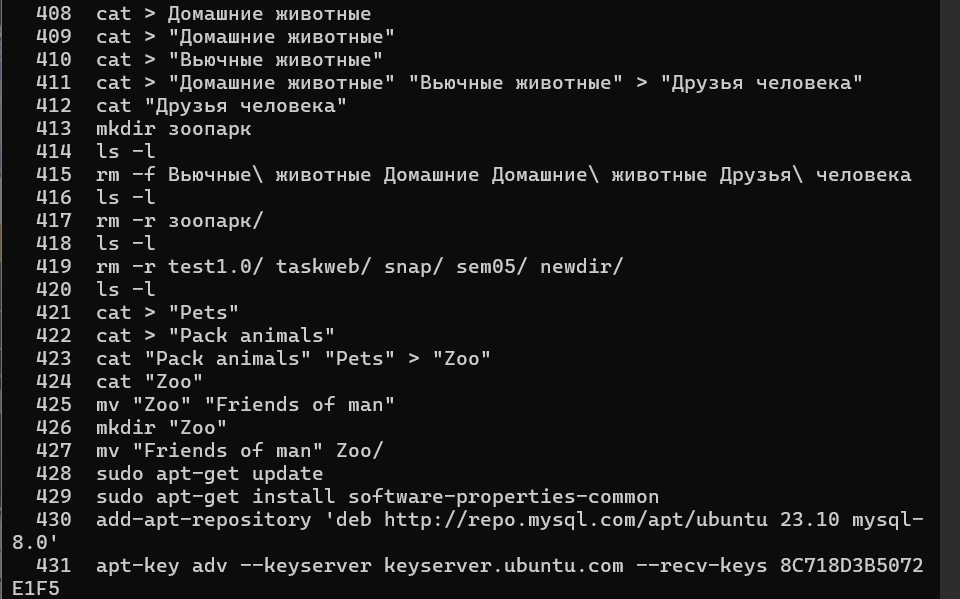 408  cat > Домашние животные
409  cat > "Домашние животные"
410  cat > "Вьючные животные"
411  cat > "Домашние животные" "Вьючные животные" > "Друзья человека"
412  cat "Друзья человека"
413  mkdir зоопарк
414  ls -l
415  rm -f Вьючные\ животные Домашние Домашние\ животные Друзья\ человека
416  ls -l
417  rm -r зоопарк/
418  ls -l
419  rm -r test1.0/ taskweb/ snap/ sem05/ newdir/
420  ls -l
421  cat > "Pets"
422  cat > "Pack animals"
423  cat "Pack animals" "Pets" > "Zoo"
424  cat "Zoo"
425  mv "Zoo" "Friends of man"
426  mkdir "Zoo"
427  mv "Friends of man" Zoo/
428  sudo apt-get update
429  sudo apt-get install software-properties-common
430  add-apt-repository 'deb http://repo.mysql.com/apt/ubuntu 23.10 mysql-
8.0'
431  apt-key adv --keyserver keyserver.ubuntu.com --recv-keys 8C718D3B5072
E1F5